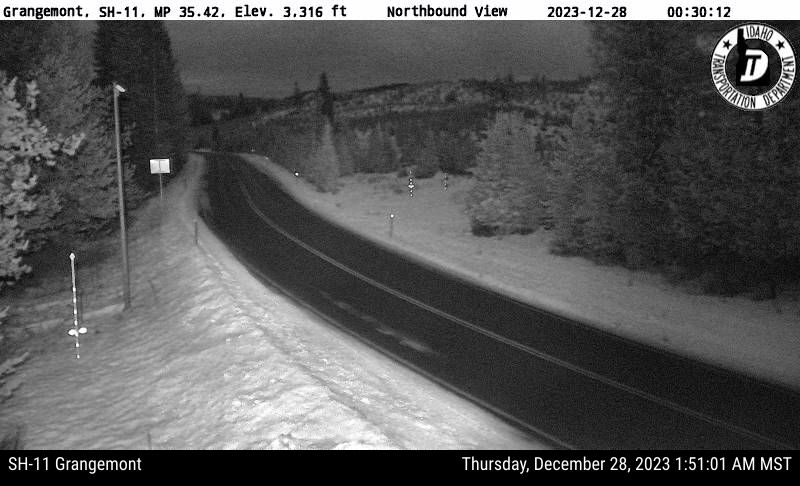 Grangemont, SH-11, MP 35.42, Elev. 3,316 ft Northbound View 2023-12-28 00:30:12
IDAHO
TRANSPORTATION DEPARTMENT
SH-11 Grangemont Thursday, December 28, 2023 1:51:01 AM MST